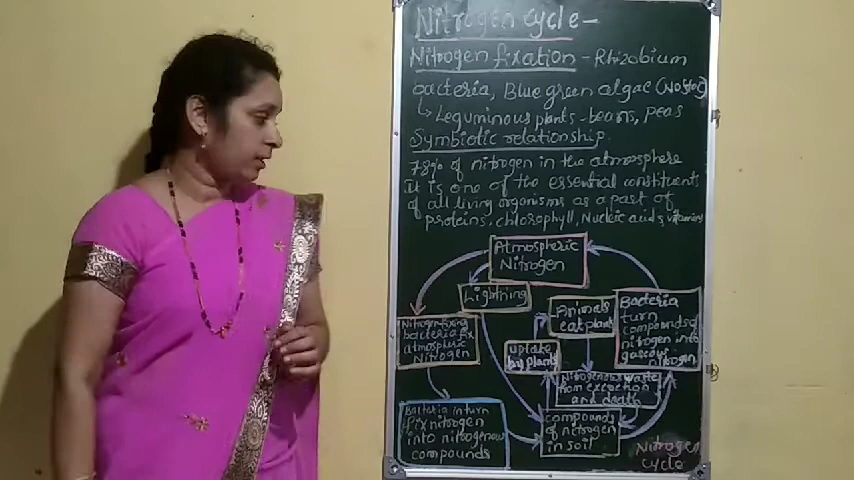 Nitrogen cycle-
Nitrogen fixation - Rhizobium
bacteria, Blue green algae (Nostoc)
↳ Leguminous plants - beans, peas
Symbiotic relationship.
78% of nitrogen in the atmosphere
It is one of the essential constituents
of all living organisms as a part of
proteins, chlorophyll, Nucleic acids, vitamins
Atmospheric
Nitrogen
Lightning
Nitrogen fixing
bacteria fix
atmospheric
Nitrogen
Animals
eat plants
Bacteria
turn
compounds of
nitrogen into
gaseous
nitrogen
uptake
by plants
Nitrogenous waste
from excretion
and death
Bacteria inturn
fix nitrogen
into nitrogenous
compounds
compounds
of nitrogen
in soil
Nitrogen
cycle